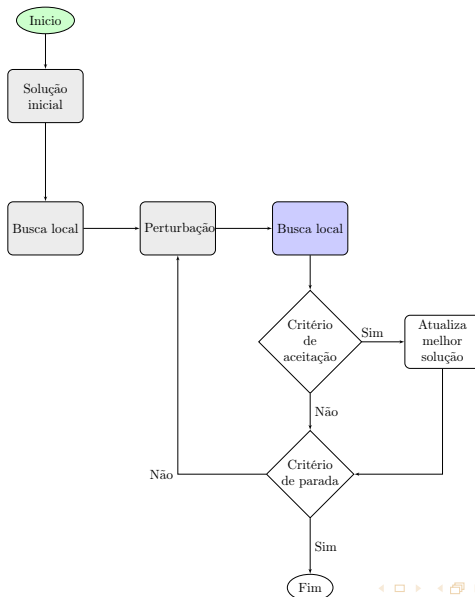 Inicio
Solução
inicial
Busca local
Perturbação
Busca local
Critério
de
aceitação
Sim
Atualiza
melhor
solução
Não
Critério
de parada
Não
Sim
Fim